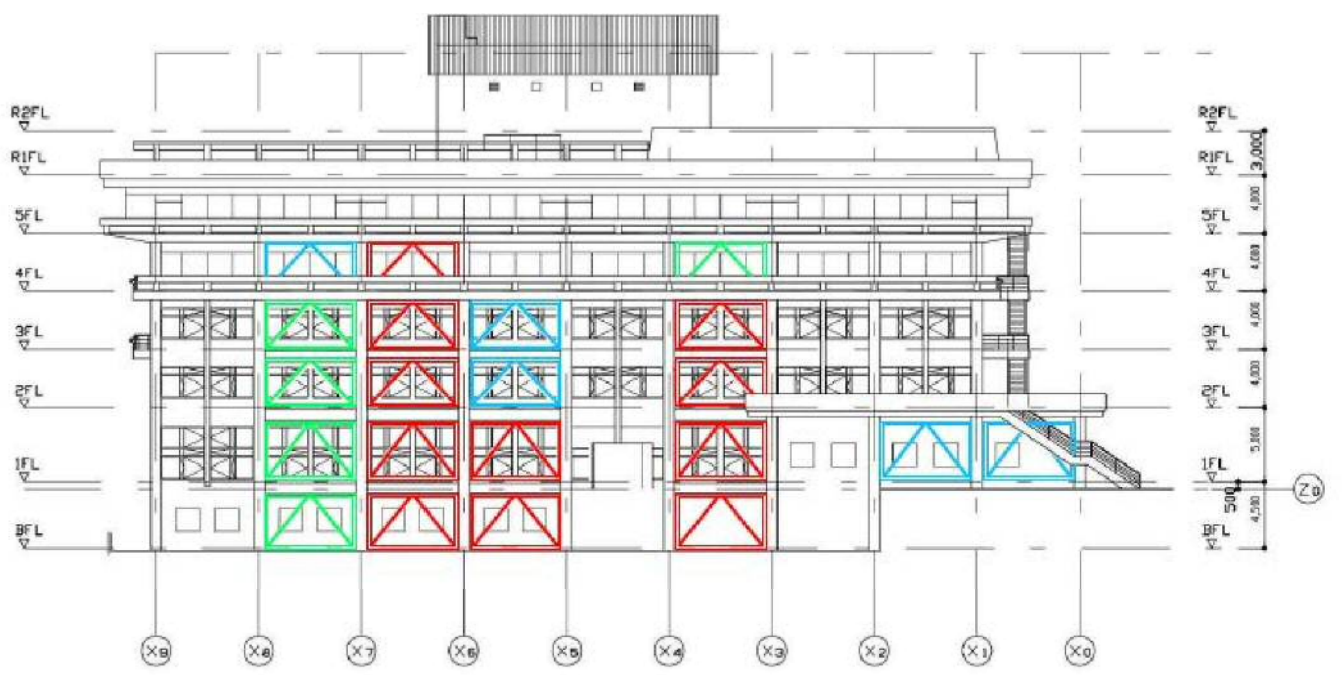 R2FL
R2FL
R1FL
R1FL
3,000
5FL
5FL
4,000
4FL
4FL
4,000
3FL
3FL
4,000
2FL
2FL
4,000
1FL
1FL
5,000
Z0
500
BFL
BFL
4,500
X9 X8 X7 X6 X5 X4 X3 X2 X1 X0